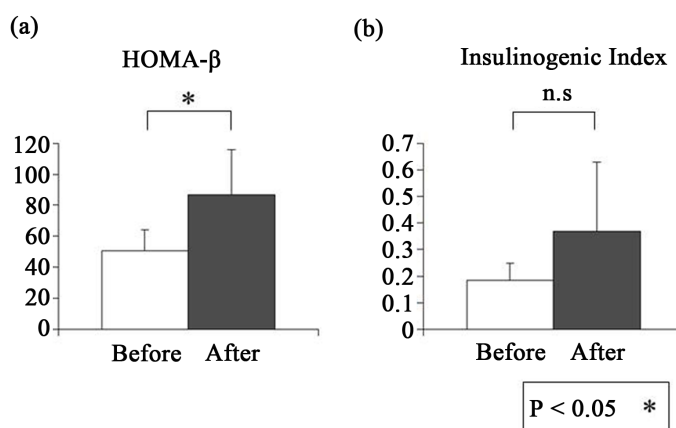 (a)
HOMA-β
*
120
100
80
60
40
20
0
Before After
(b)
Insulinogenic Index
n.s
0.7
0.6
0.5
0.4
0.3
0.2
0.1
0
Before After
P < 0.05 *